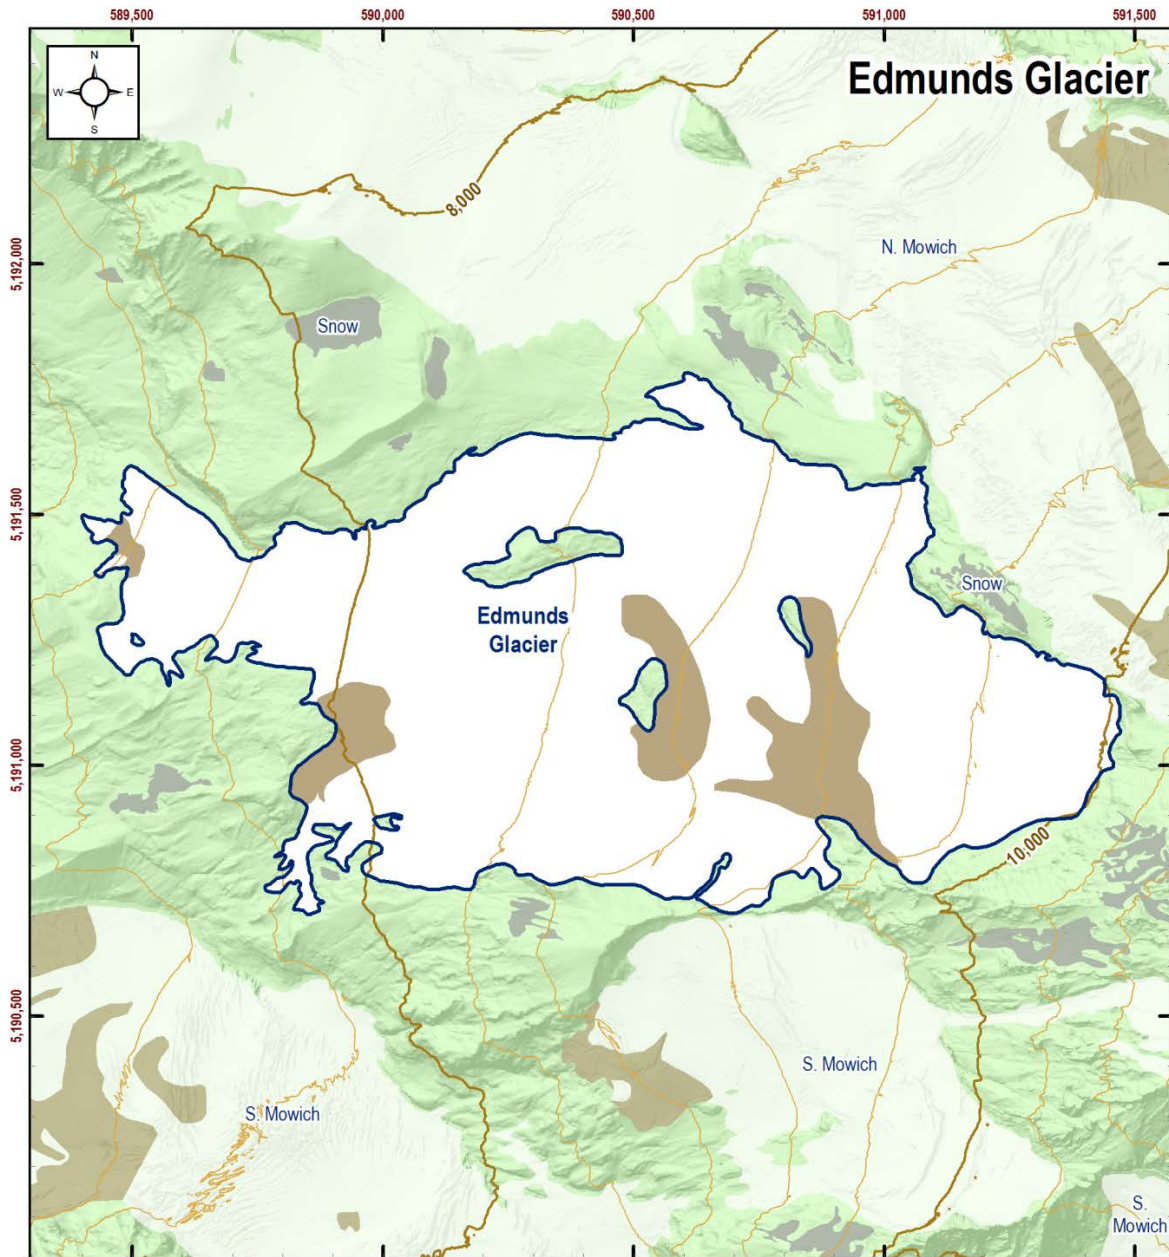 589,500
590,000
590,500
591,000
591,500
N
W
E
S
Edmunds Glacier
8,000
5,192,000
N. Mowich
Snow
5,191,500
Snow
Edmunds
Glacier
5,191,000
10,000
5,190,500
S. Mowich
S. Mowich
S.
Mowich